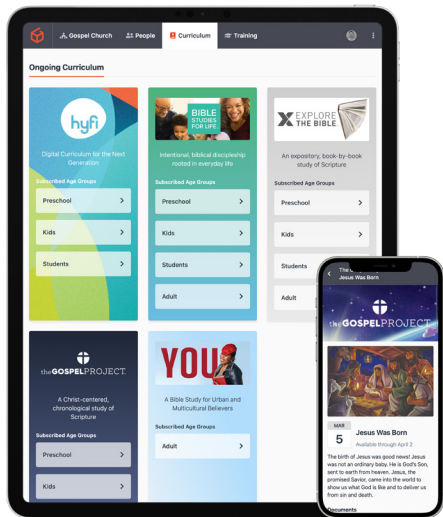 Gospel Church
People
Curriculum
Training
Ongoing Curriculum
hyfi
Digital Curriculum for the Next
Generation
Subscribed Age Groups
Preschool
Kids
Students
BIBLE
STUDIES
FOR LIFE.
Intentional, biblical discipleship
rooted in everyday life
Subscribed Age Groups
Preschool
Kids
Students
Adult
EXPLORE
THE BIBLE
An expository, book-by-book
study of Scripture
Subscribed Age Groups
Preschool
Kids
Students
Adult
theGOSPELPROJECT.
A Christ-centered,
chronological study of
Scripture
Subscribed Age Groups
Preschool
Kids
YOU
A Bible Study for Urban and
Multicultural Believers
Subscribed Age Groups
Adult
Jesus Was Born
theGOSPELPROJECT
MAR
5
Jesus Was Born
Available through April 2
The birth of Jesus was good news! Jesus
was not an ordinary baby. He is God's Son,
sent to earth from heaven. Jesus, the
promised Savior, came into the world to
show us what God is like and to deliver us
from sin and death.
Documents